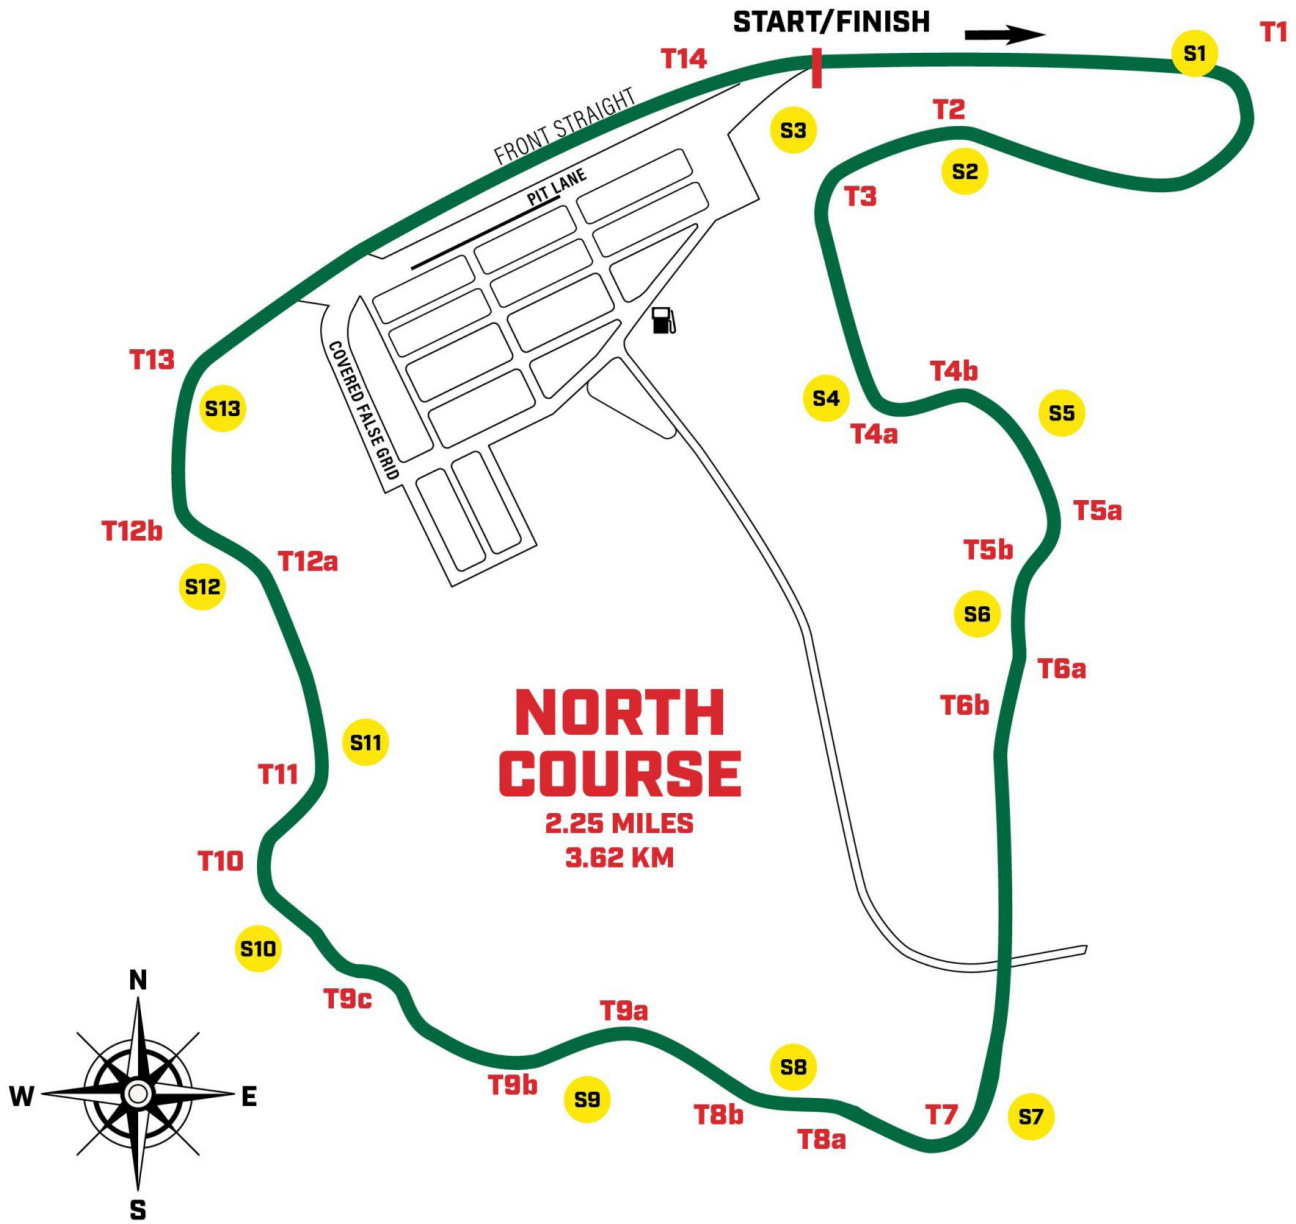 START/FINISH
T1
S1
T14
FRONT STRAIGHT
S3
T2
S2
T3
PIT LANE
COVERED FALSE GRID
T13
S13
S4
T4b
S5
T4a
T5a
T12b
T12a
T5b
S12
S6
T6a
T6b
NORTH
COURSE
2.25 MILES
3.62 KM
S11
T11
T10
S10
T9c
T9a
S8
T9b
S9
T8b
T8a
T7
S7
N
W
E
S